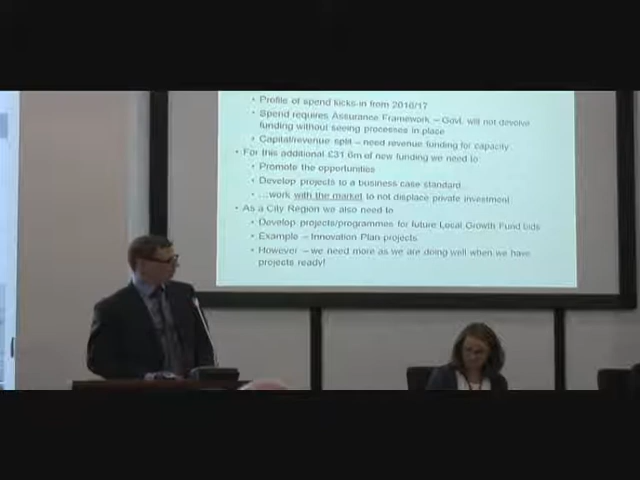 • Profile of spend kicks-in from 2016/17
• Spend requires Assurance Framework – Govt. will not devolve
funding without seeing processes in place
• Capital/revenue split – need revenue funding for capacity
• For this additional £31.6m of new funding we need to:
• Promote the opportunities
• Develop projects to a business case standard...
• …work with the market to not displace private investment
• As a City Region we also need to
• Develop projects/programmes for future Local Growth Fund bids
• Example – Innovation Plan projects
• However – we need more as we are doing well when we have
projects ready!